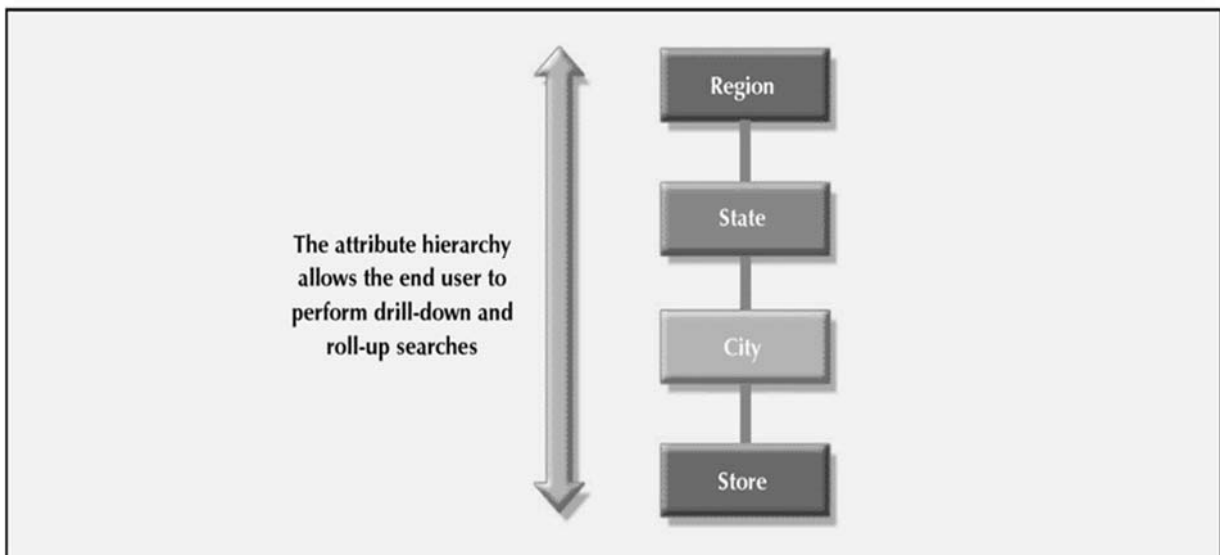 The attribute hierarchy
allows the end user to
perform drill-down and
roll-up searches
Region
State
City
Store